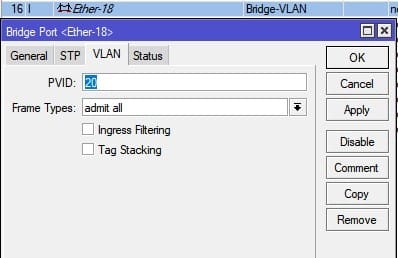 16 I Ether-18 Bridge-VLAN
Bridge Port <Ether-18>
General STP VLAN Status
PVID: 20
Frame Types: admit all
Ingress Filtering
Tag Stacking
OK
Cancel
Apply
Disable
Comment
Copy
Remove